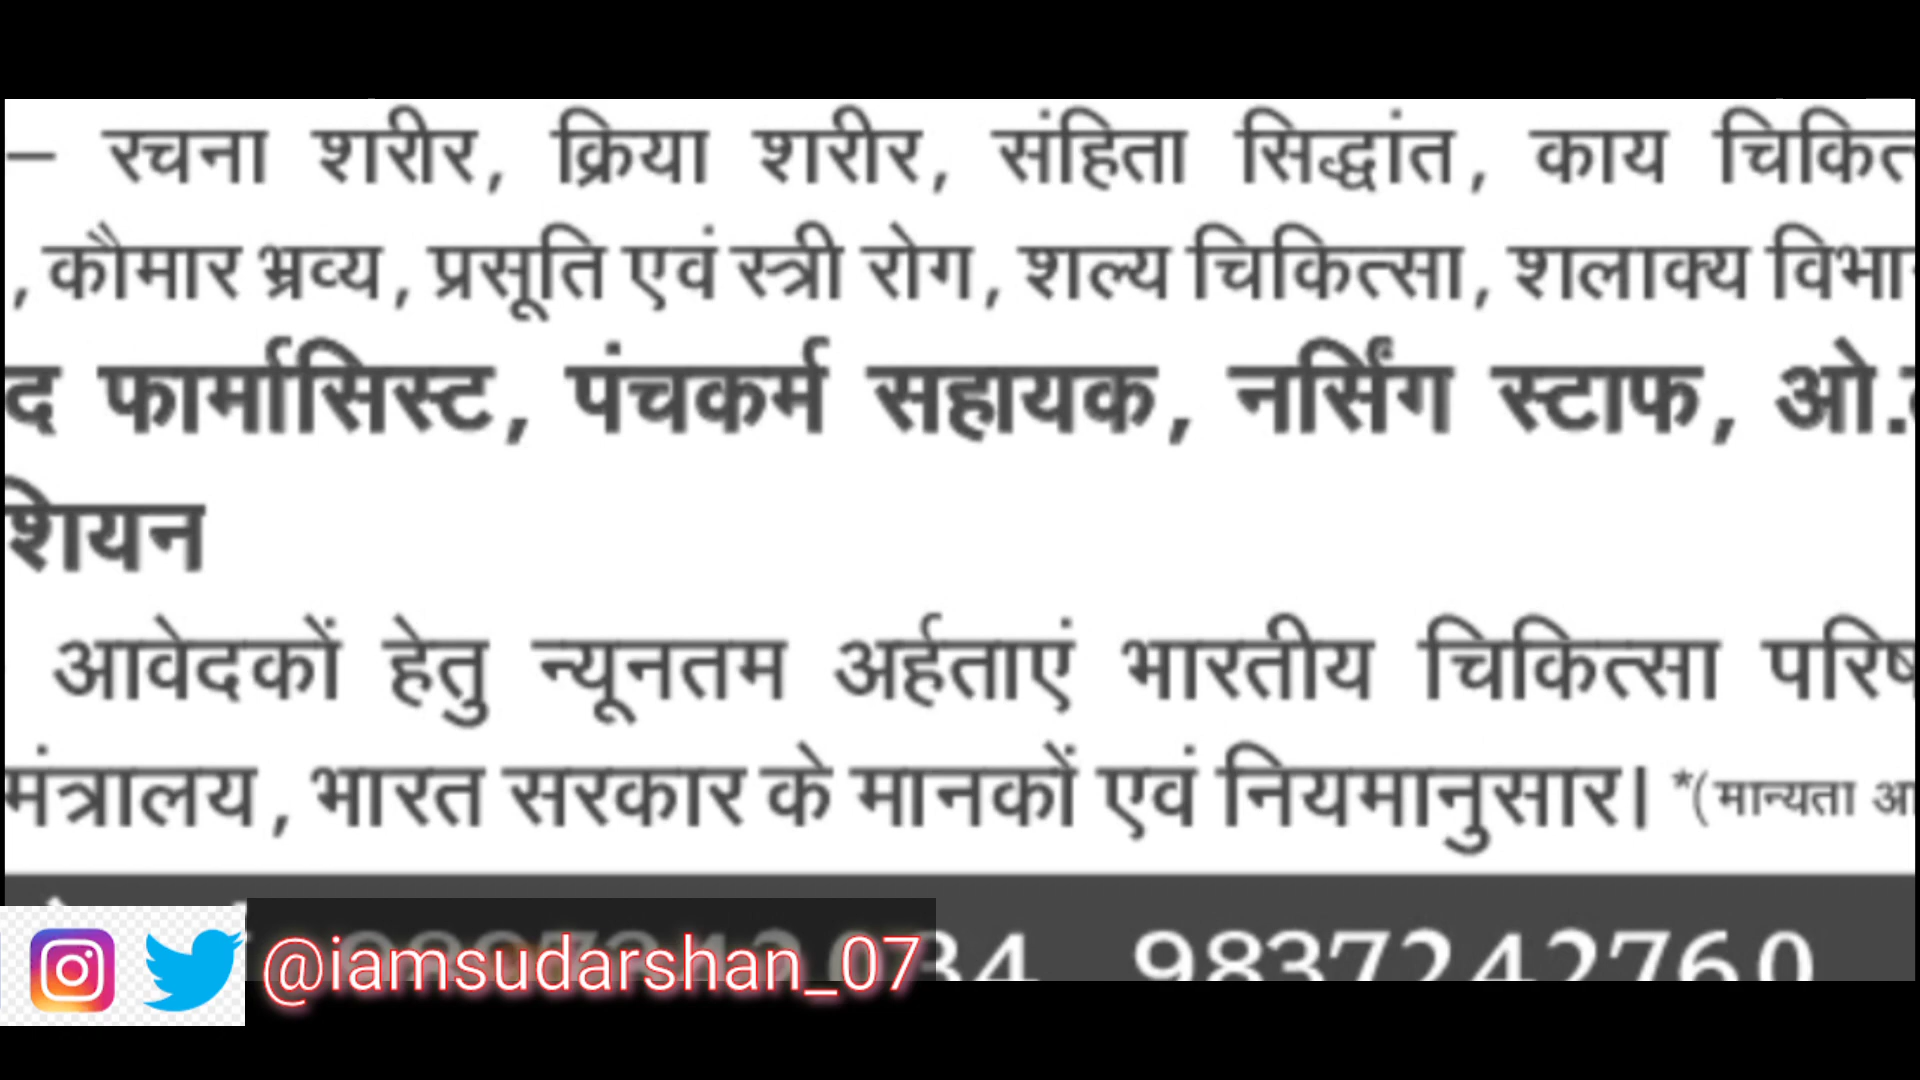 – रचना शरीर, क्रिया शरीर, संहिता सिद्धांत, काय
, कौमार भ्रव्य, प्रसूति एवं स्त्री रोग, शल्य चिकित्सा, शलाक्य
द फार्मासिस्ट, पंचकर्म सहायक, नर्सिंग स्टाफ,
शियन
आवेदकों हेतु न्यूनतम अर्हताएं भारतीय चिकित्सा
मंत्रालय, भारत सरकार के मानकों एवं नियमानुसार। *(मान्यता
34 9837242760
@iamsudarshan_07